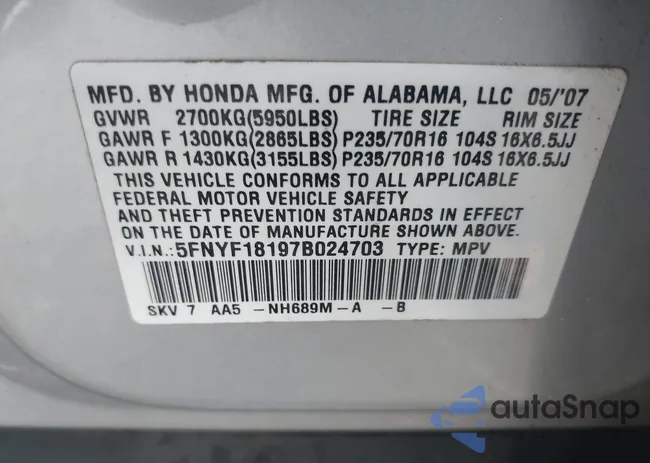 MFD. BY HONDA MFG. OF ALABAMA, LLC 05/'07
GVWR 2700KG(5950LBS) TIRE SIZE RIM SIZE
GAWR F 1300KG(2865LBS) P235/70R16 104S 16X6.5JJ
GAWR R 1430KG(3155LBS) P235/70R16 104S 16X6.5JJ
THIS VEHICLE CONFORMS TO ALL APPLICABLE
FEDERAL MOTOR VEHICLE SAFETY
AND THEFT PREVENTION STANDARDS IN EFFECT
ON THE DATE OF MANUFACTURE SHOWN ABOVE.
V.I.N.:5FNYF18197B024703 TYPE: MPV
SKV 7 AA5 -NH689M-A -B
autaSnap